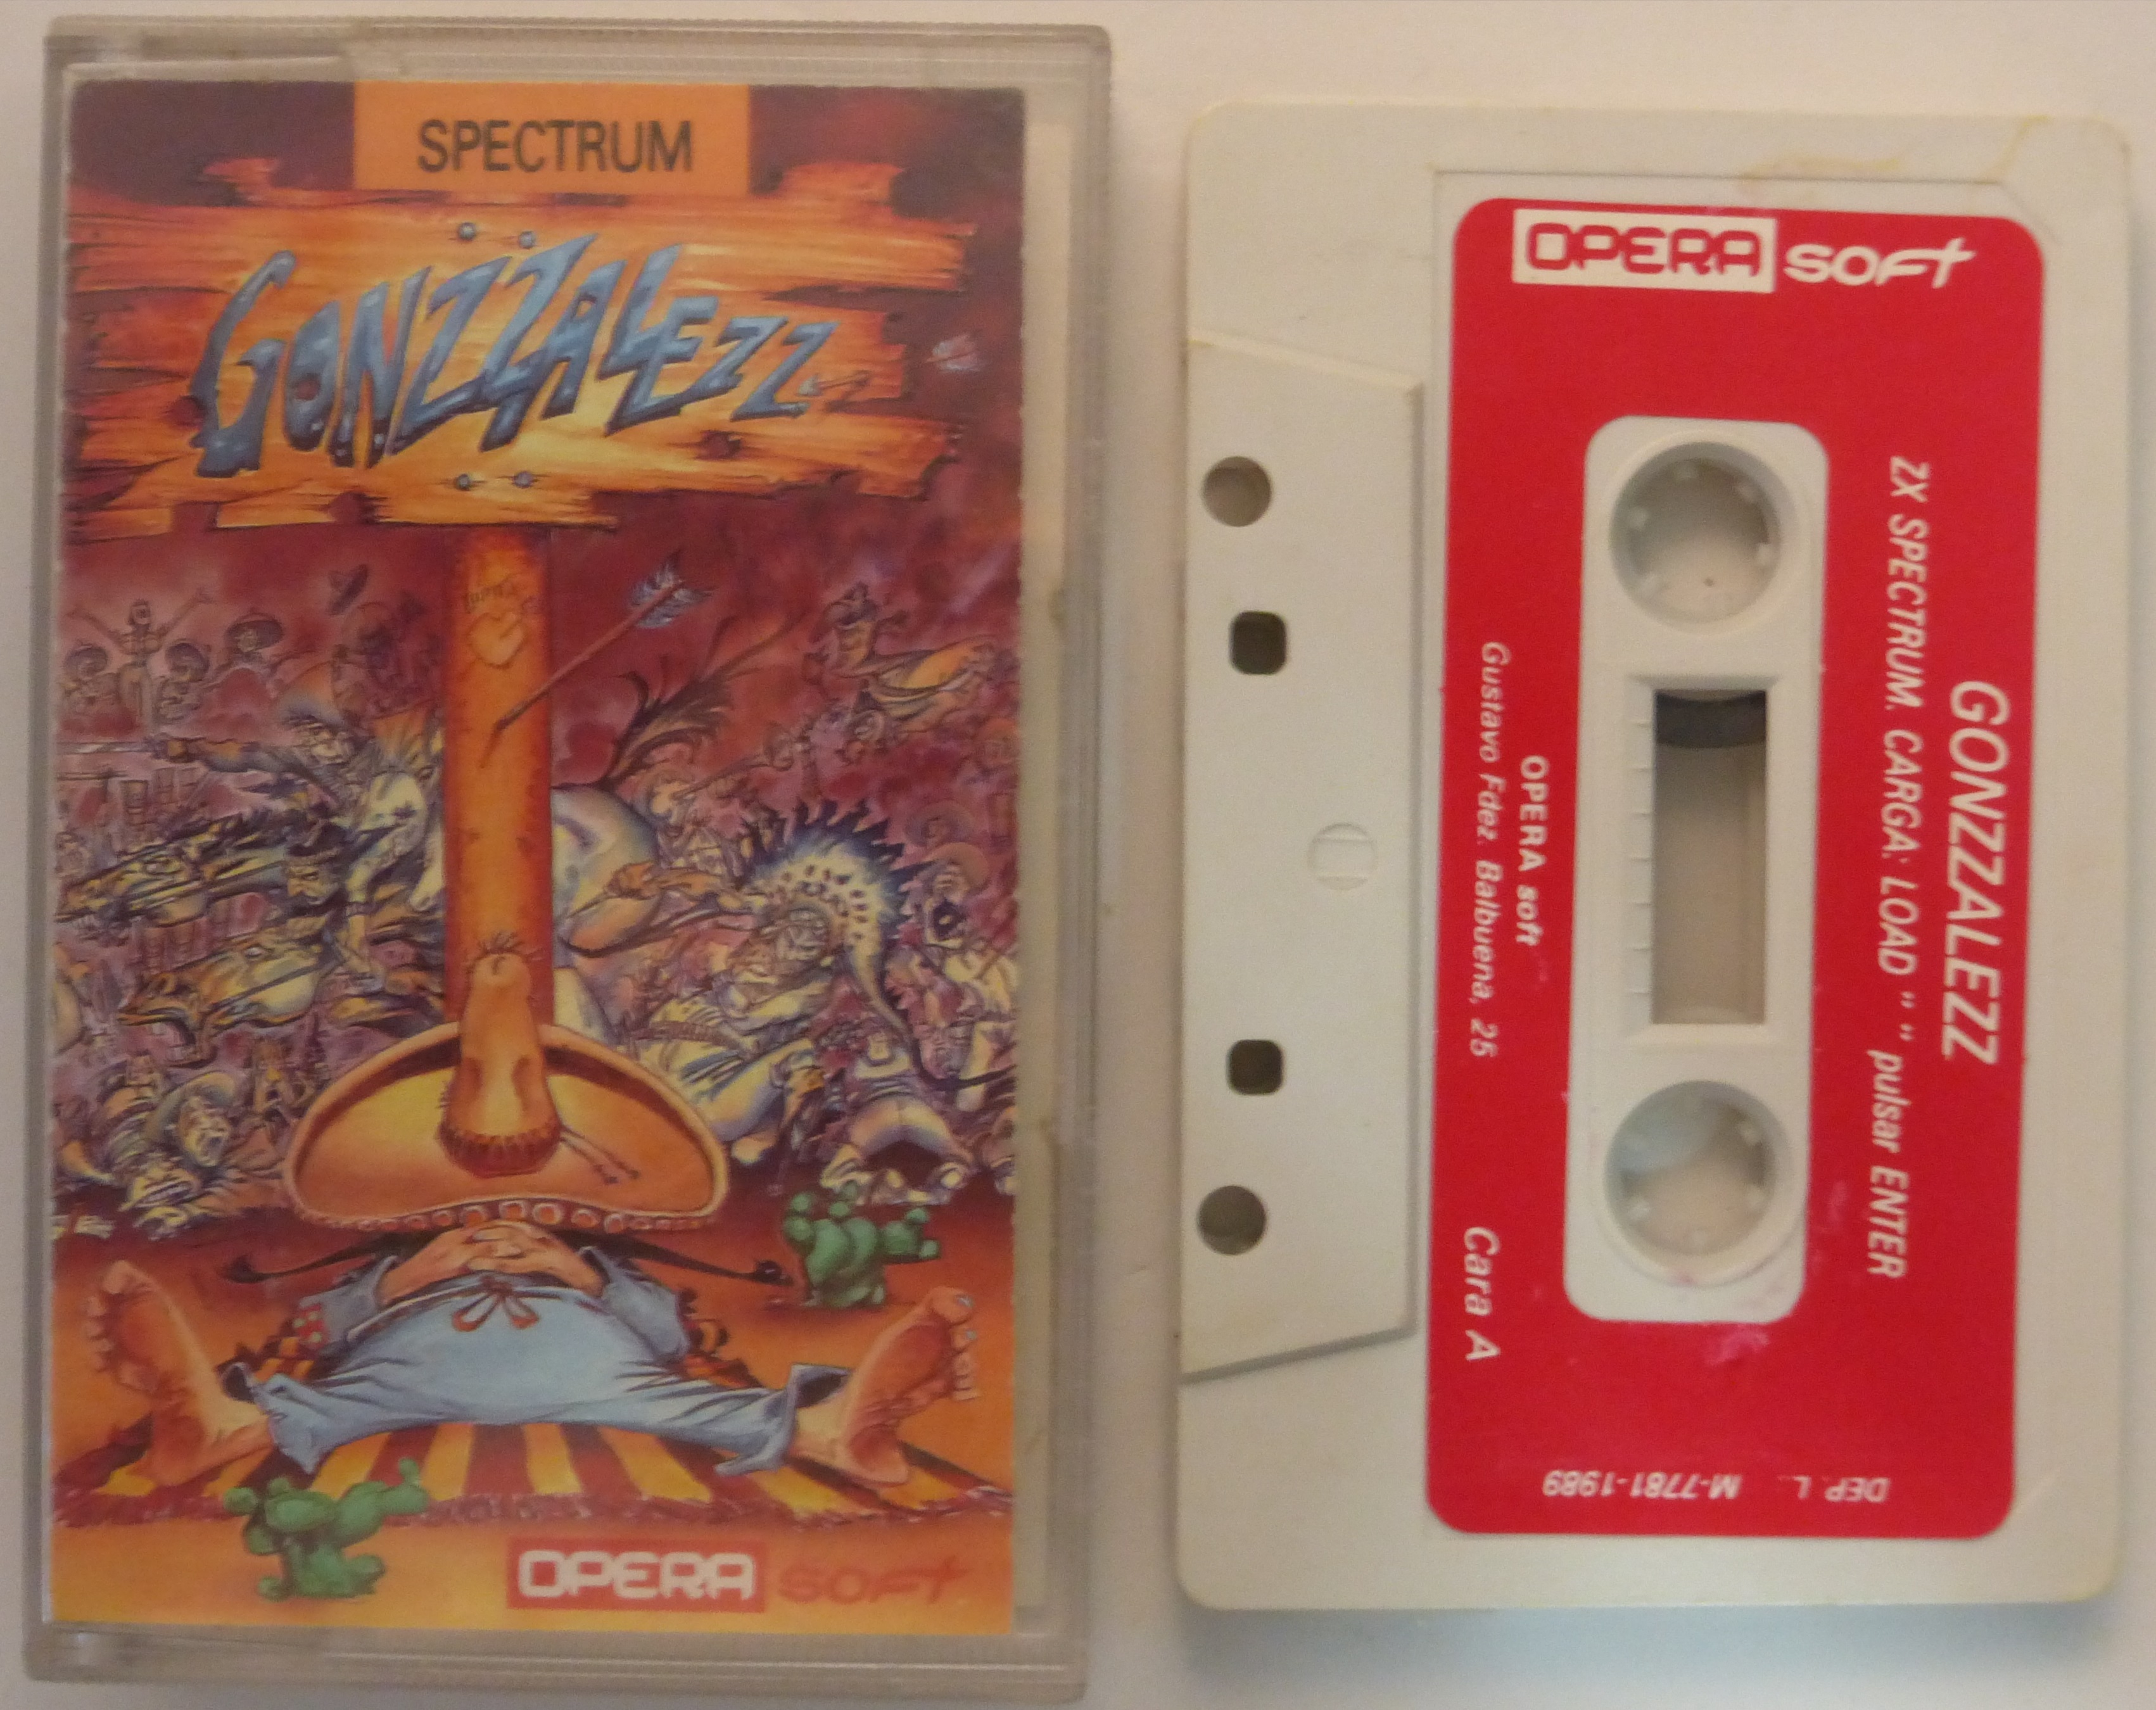 SPECTRUM
GONZZALEZZ
OPERA soft
OPERA soft
GONZZALEZZ
ZX SPECTRUM. CARGA: LOAD " " pulsar ENTER
OPERA soft
Gustavo Fdez. Balbuena, 25
Cara A
DEP. L. M-7781-1989